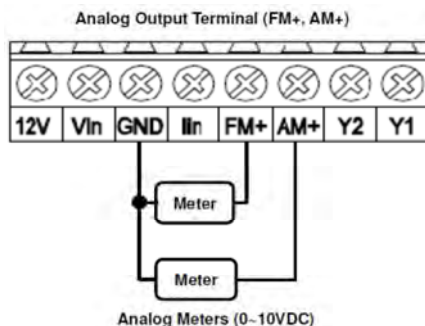 Analog Output Terminal (FM+, AM+)
12V VIn GND IIn FM+ AM+ Y2 Y1
Meter
Meter
Analog Meters (0~10VDC)